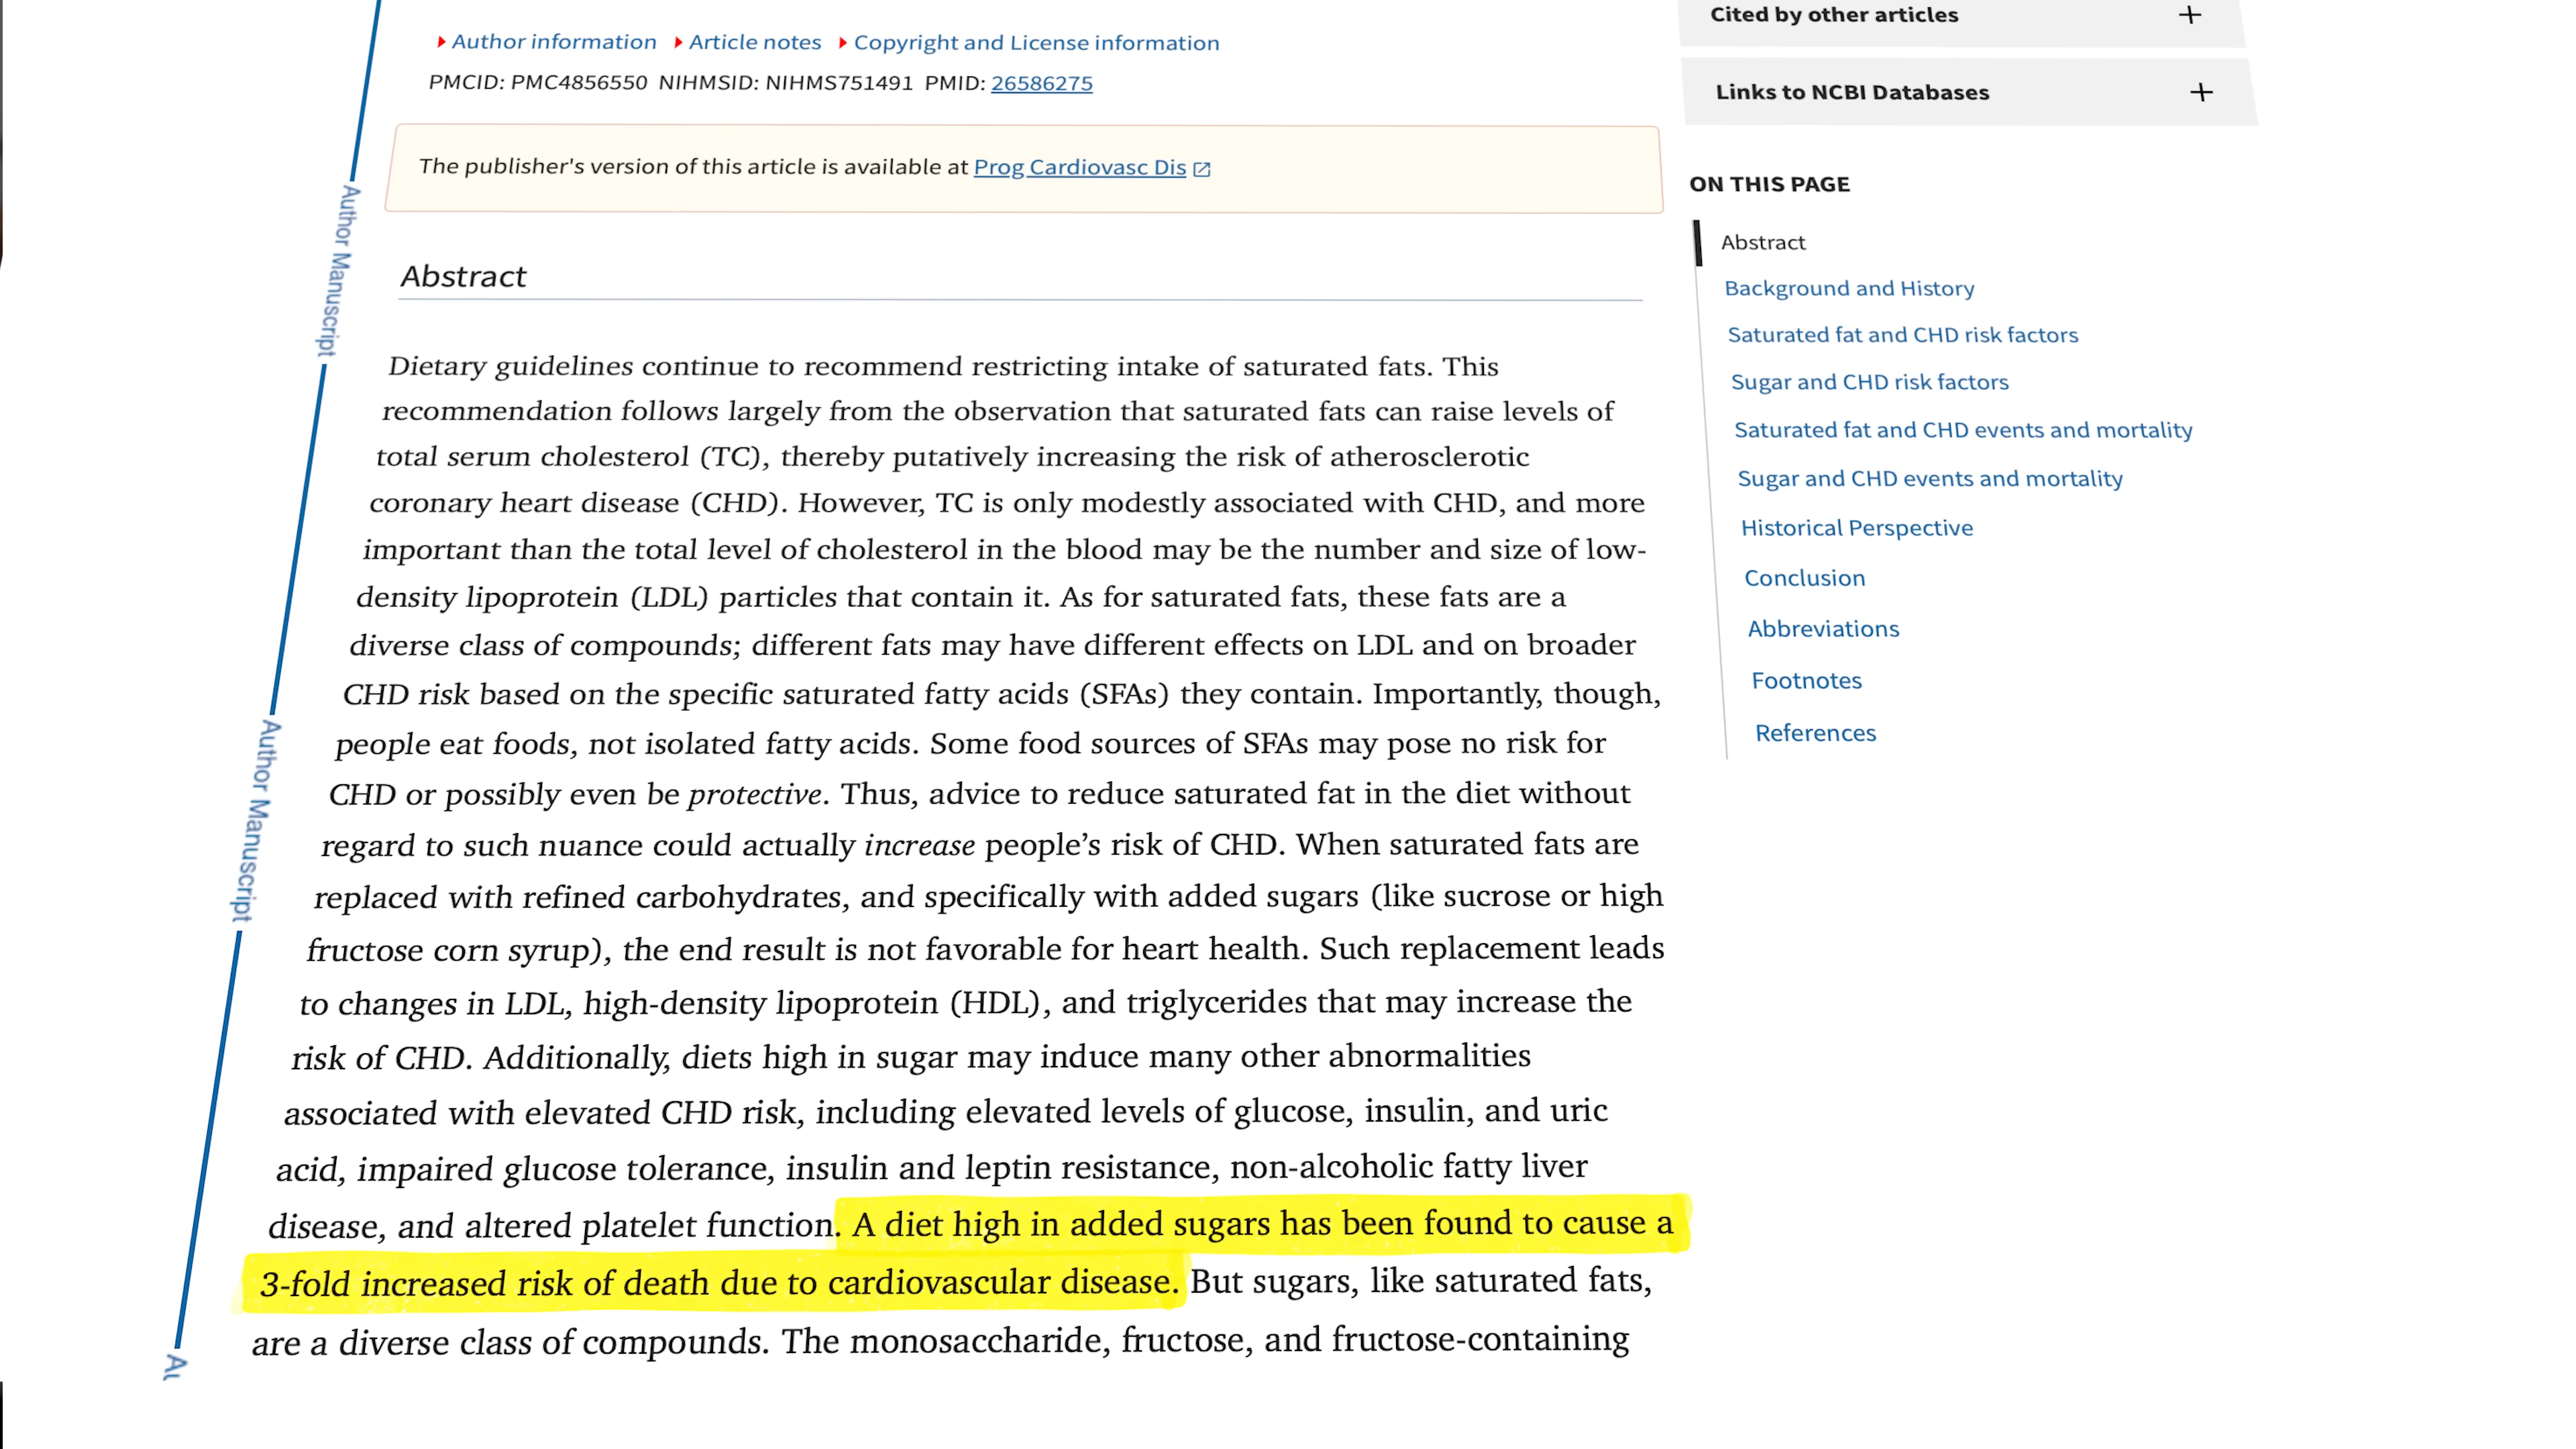 Author information Article notes Copyright and License information
PMCID: PMC4856550 NIHMSID: NIHMS751491 PMID: 26586275
The publisher's version of this article is available at Prog Cardiovasc Dis
Abstract
Dietary guidelines continue to recommend restricting intake of saturated fats. This
recommendation follows largely from the observation that saturated fats can raise levels of
total serum cholesterol (TC), thereby putatively increasing the risk of atherosclerotic
coronary heart disease (CHD). However, TC is only modestly associated with CHD, and more
important than the total level of cholesterol in the blood may be the number and size of low-
density lipoprotein (LDL) particles that contain it. As for saturated fats, these fats are a
diverse class of compounds; different fats may have different effects on LDL and on broader
CHD risk based on the specific saturated fatty acids (SFAs) they contain. Importantly, though,
people eat foods, not isolated fatty acids. Some food sources of SFAs may pose no risk for
CHD or possibly even be protective. Thus, advice to reduce saturated fat in the diet without
regard to such nuance could actually increase people’s risk of CHD. When saturated fats are
replaced with refined carbohydrates, and specifically with added sugars (like sucrose or high
fructose corn syrup), the end result is not favorable for heart health. Such replacement leads
to changes in LDL, high-density lipoprotein (HDL), and triglycerides that may increase the
risk of CHD. Additionally, diets high in sugar may induce many other abnormalities
associated with elevated CHD risk, including elevated levels of glucose, insulin, and uric
acid, impaired glucose tolerance, insulin and leptin resistance, non-alcoholic fatty liver
disease, and altered platelet function. A diet high in added sugars has been found to cause a
3-fold increased risk of death due to cardiovascular disease. But sugars, like saturated fats,
are a diverse class of compounds. The monosaccharide, fructose, and fructose-containing
Author Manuscript
Author Manuscript
Au
Cited by other articles +
Links to NCBI Databases +
ON THIS PAGE
Abstract
Background and History
Saturated fat and CHD risk factors
Sugar and CHD risk factors
Saturated fat and CHD events and mortality
Sugar and CHD events and mortality
Historical Perspective
Conclusion
Abbreviations
Footnotes
References